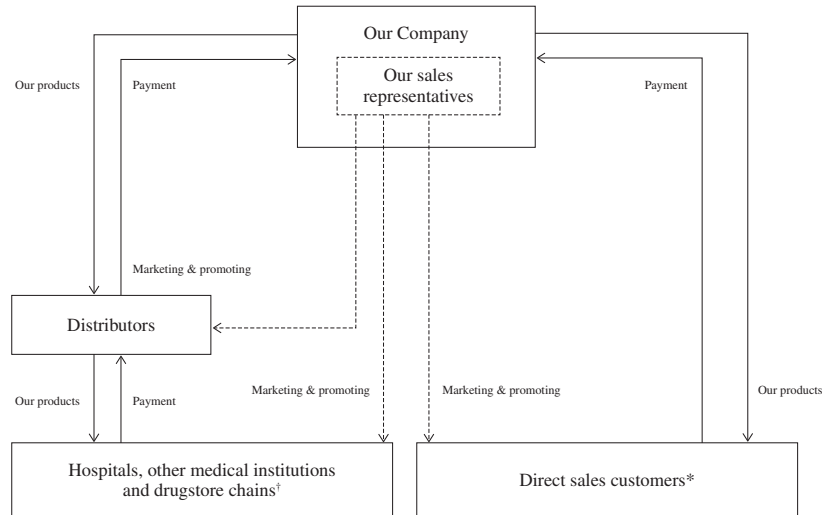 Our Company
Our sales
representatives
Our products
Payment
Payment
Marketing & promoting
Distributors
Our products
Payment
Marketing & promoting
Marketing & promoting
Our products
Hospitals, other medical institutions
and drugstore chains†
Direct sales customers*